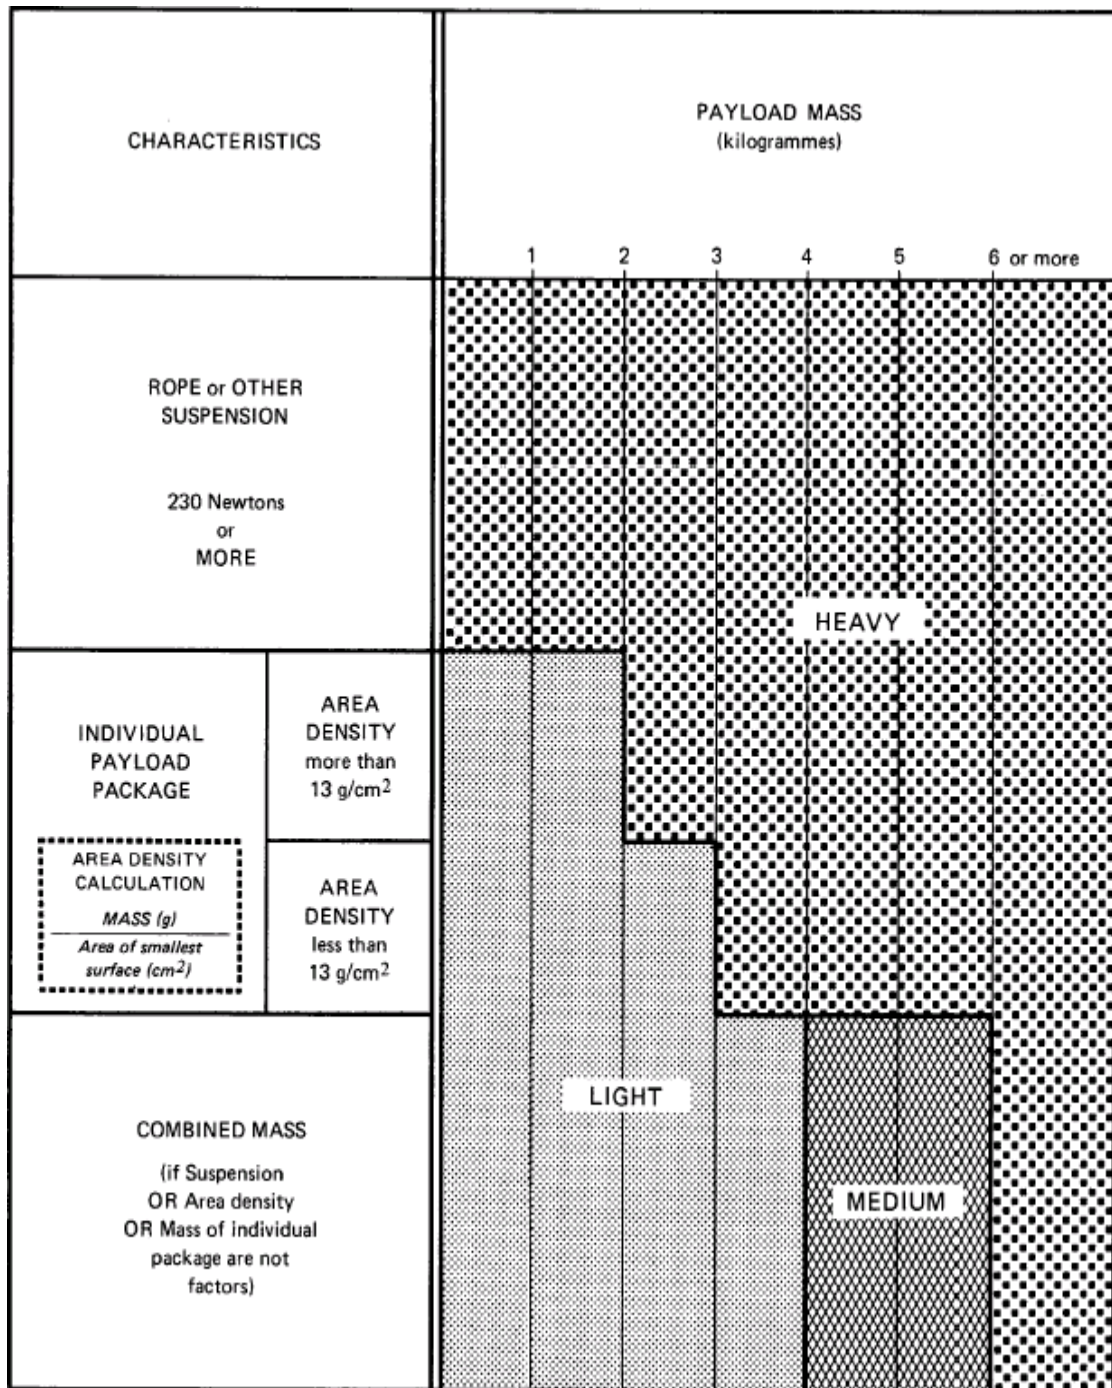 CHARACTERISTICS
PAYLOAD MASS
(kilogrammes)
1 2 3 4 5 6 or more
ROPE or OTHER
SUSPENSION
230 Newtons
or
MORE
HEAVY
INDIVIDUAL
PAYLOAD
PACKAGE
AREA
DENSITY
more than
13 g/cm2
AREA DENSITY
CALCULATION
MASS (g)
Area of smallest
surface (cm2)
AREA
DENSITY
less than
13 g/cm2
LIGHT
COMBINED MASS
(if Suspension
OR Area density
OR Mass of individual
package are not
factors)
MEDIUM